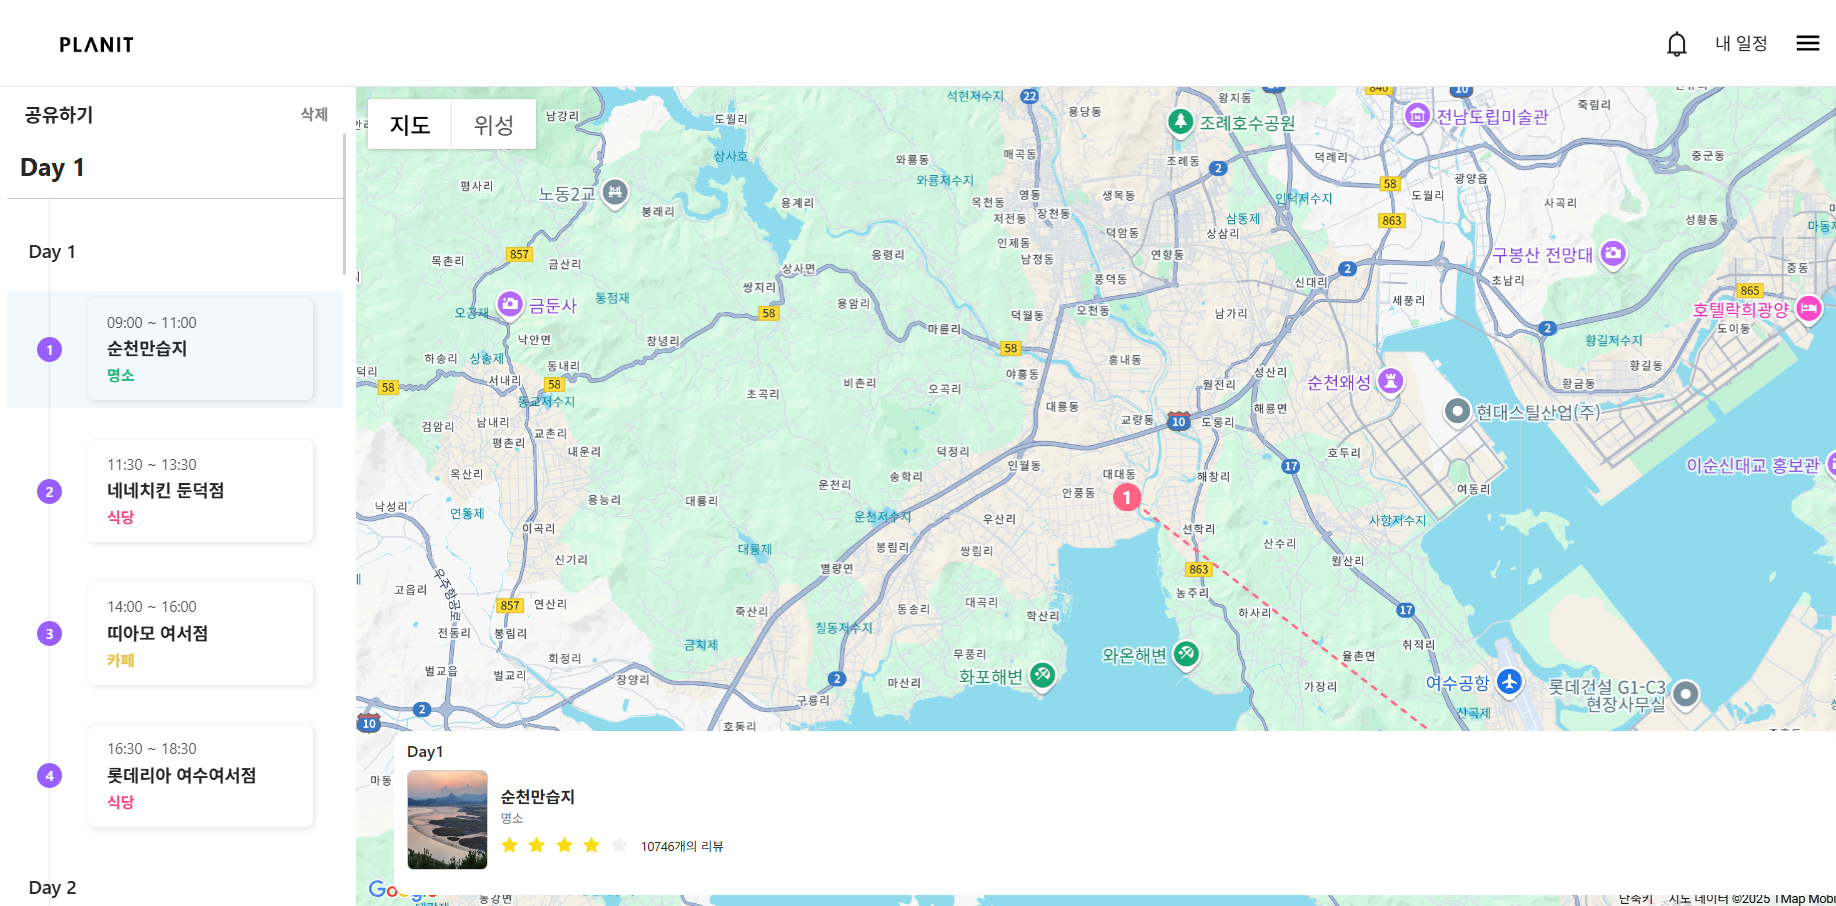 PLANIT
내 일정
공유하기
삭제
Day 1
Day 1
1
09:00 ~ 11:00
순천만습지
명소
2
11:30 ~ 13:30
네네치킨 둔덕점
식당
3
14:00 ~ 16:00
띠아모 여서점
카페
4
16:30 ~ 18:30
롯데리아 여수여서점
식당
Day 2
지도
위성
남강리
도월리
석현저수지
22
용당동
왕지동
조례호수공원
840
10
전남도립미술관
죽림리
상사호
와룡동
매곡동
조례동
2
덕례리
중군동
평사리
노동2교
봉래리
용계리
와룡저수지
영동
생목동
옥천동
저전동
장천동
삼동제
인덕저수지
58
광양읍
도월리
사곡리
성황동
863
덕암동
상삼리
857
목촌리
금산리
상사면
응령리
인제동
남정동
연향동
풍덕동
2
신대리
구봉산 전망대
초남리
중동
865
오공재
금둔사
동점재
쌍지리
용암리
58
마륜리
덕월동
오천동
남가리
세풍리
호텔락희광양
도이동
2
황길저수지
낙안면
창녕리
58
하송리
상송제
동내리
58
서내리
58
동교저수지
초곡리
비촌리
오곡리
야흥동
홍내동
월전리
성산리
순천왜성
황금동
황길동
대룡동
교량동
10
도롱리
해룡면
현대스틸산업(주)
검암리
남내리
평촌리
교촌리
내운리
옥산리
덕정리
송학리
인월동
대대동
해창리
17
호두리
이순신대교 홍보관
여동리
낙성리
연동제
용능리
대룡리
운천리
안풍동
1
이곡리
운천저수지
우산리
선학리
사항저수지
신기리
대룡제
봉림리
쌍림리
산수리
월산리
별량면
863
고읍리
우주항공로
857
연산리
죽산리
동송리
대곡리
학산리
농주리
하사리
17
전동리
봉림리
금치제
칠동저수지
취적리
벌교읍
벌교리
회정리
장양리
무풍리
와온해변
율촌면
2
마산리
화포해변
가장리
여수공항
롯데건설 G1-C3
현장사무실
2
구룡리
산곡제
10
호동리
마동
Day1
순천만습지
명소
10746개의 리뷰
Google
동강면
단축키
지도 데이터 ©2025 TMap Mobi